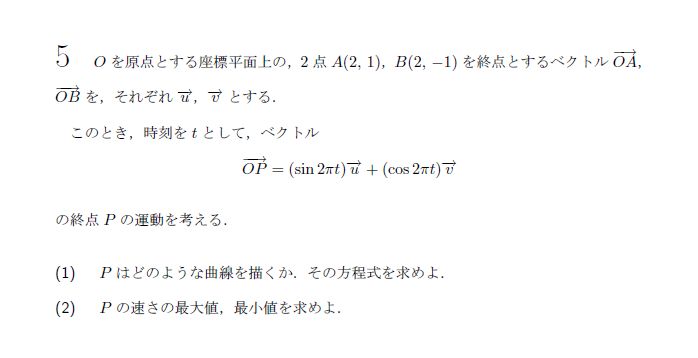 5 Oを原点とする座標平面上の，2点 A(2, 1)，B(2, −1) を終点とするベクトル $\overrightarrow{OA}$，
$\overrightarrow{OB}$ を，それぞれ $\overrightarrow{u}$，$\overrightarrow{v}$ とする．
このとき，時刻を t として，ベクトル
$\overrightarrow{OP} = (\sin 2\pi t)\overrightarrow{u} + (\cos 2\pi t)\overrightarrow{v}$
の終点 P の運動を考える．
(1) P はどのような曲線を描くか．その方程式を求めよ．
(2) P の速さの最大値，最小値を求めよ．